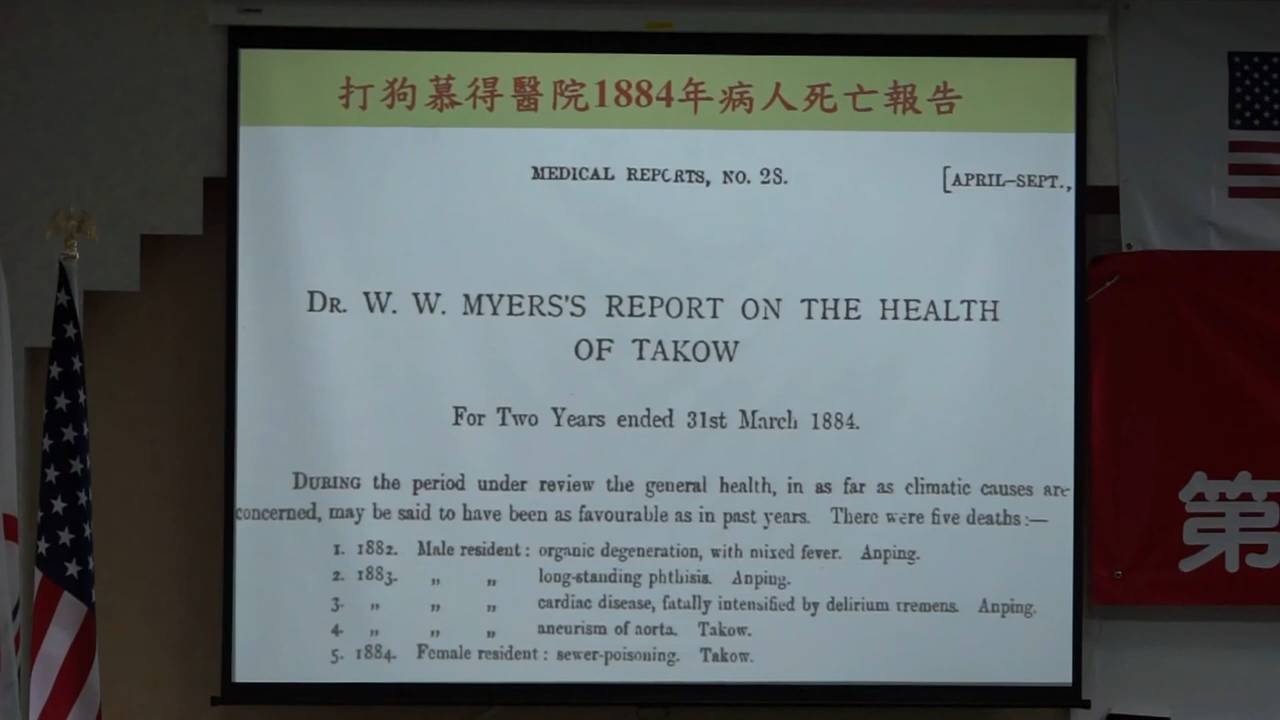 打狗慕得醫院1884年病人死亡報告
MEDICAL REPORTS, NO. 28. [APRIL–SEPT.,
DR. W. W. MYERS'S REPORT ON THE HEALTH
OF TAKOW
For Two Years ended 31st March 1884.
DURING the period under review the general health, in as far as climatic causes are
concerned, may be said to have been as favourable as in past years. There were five deaths:—
1. 1882. Male resident: organic degeneration, with mixed fever. Anping.
2. 1883. „ „ long-standing phthisis. Anping.
3. „ „ „ cardiac disease, fatally intensified by delirium tremens. Anping.
4. „ „ „ aneurism of aorta. Takow.
5. 1884. Female resident: sewer-poisoning. Takow.
第